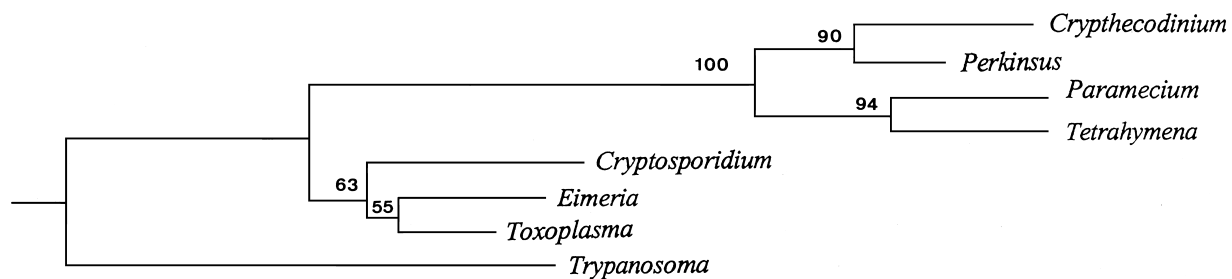 Crypthecodinium
90
Perkinsus
100
Paramecium
94
Tetrahymena
Cryptosporidium
63
Eimeria
55
Toxoplasma
Trypanosoma